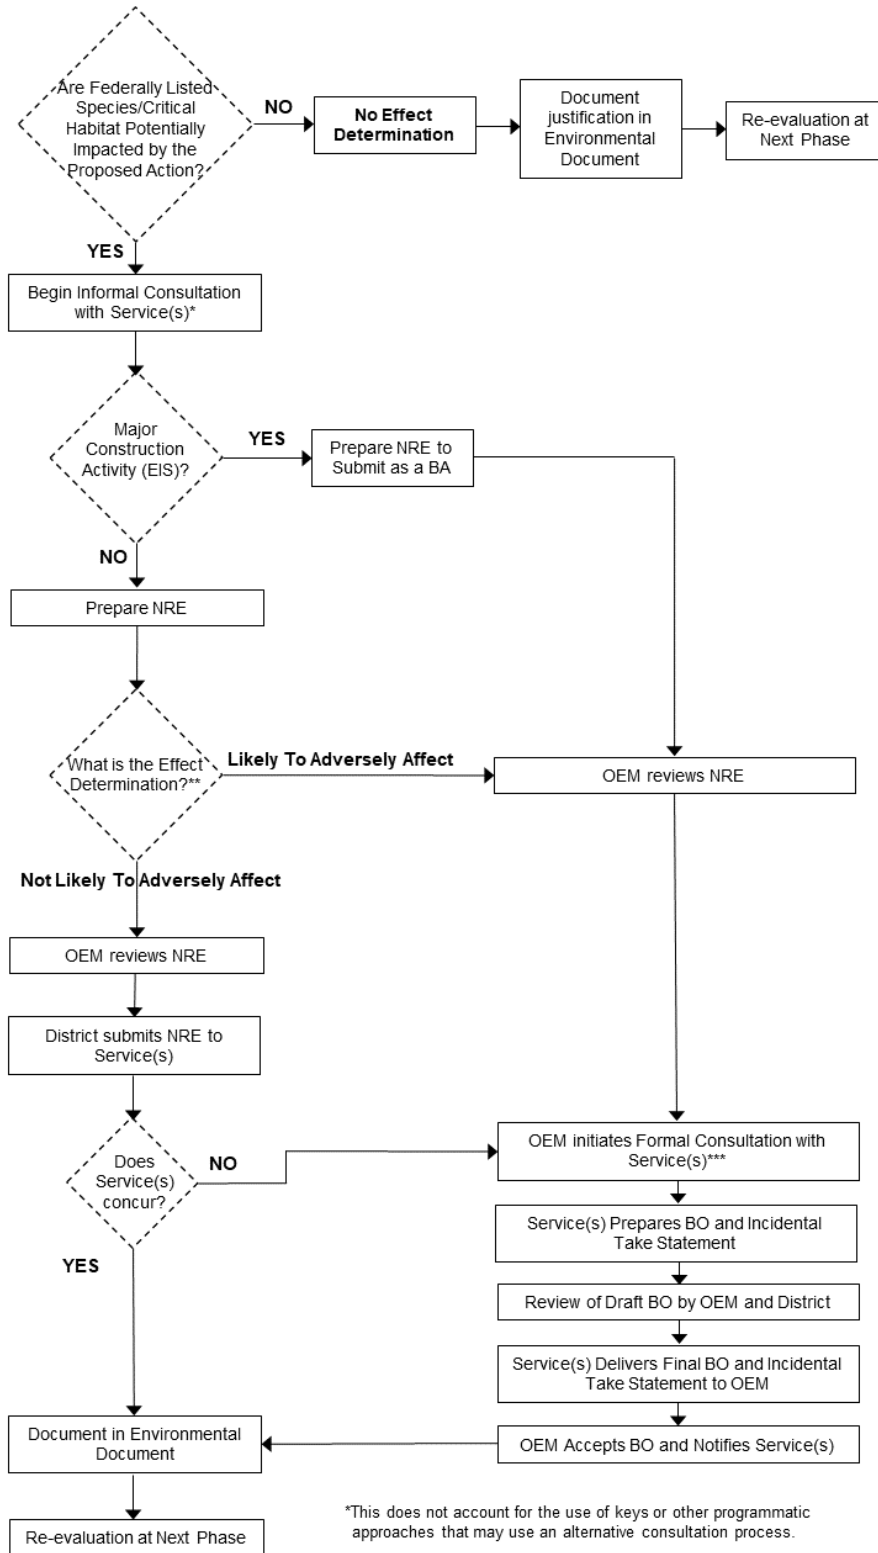 Are Federally Listed
Species/Critical
Habitat Potentially
Impacted by the
Proposed Action?
NO
No Effect
Determination
Document
justification in
Environmental
Document
Re-evaluation at
Next Phase
YES
Begin Informal Consultation
with Service(s)*
Major
Construction
Activity (EIS)?
YES
Prepare NRE to
Submit as a BA
NO
Prepare NRE
What is the Effect
Determination?**
Likely To Adversely Affect
OEM reviews NRE
Not Likely To Adversely Affect
OEM reviews NRE
District submits NRE to
Service(s)
Does
Service(s)
concur?
NO
OEM initiates Formal Consultation with
Service(s)***
Service(s) Prepares BO and Incidental
Take Statement
YES
Review of Draft BO by OEM and District
Service(s) Delivers Final BO and Incidental
Take Statement to OEM
OEM Accepts BO and Notifies Service(s)
Document in Environmental
Document
Re-evaluation at Next Phase
*This does not account for the use of keys or other programmatic
approaches that may use an alternative consultation process.